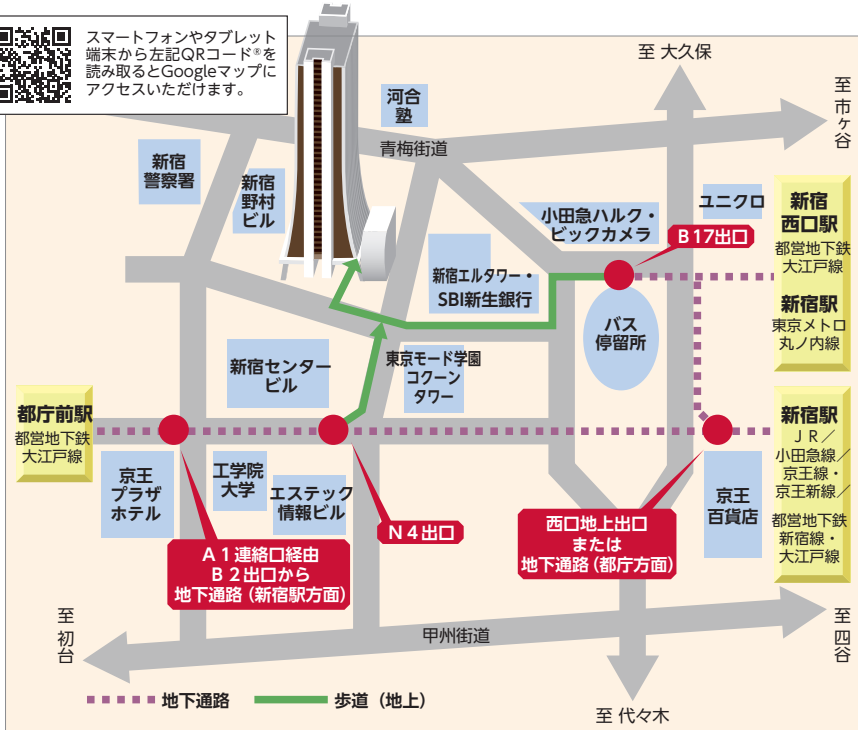 スマートフォンやタブレット
端末から左記QRコード®を
読み取るとGoogleマップに
アクセスいただけます。
至 大久保
至 市ヶ谷
河合
塾
青梅街道
新宿
警察署
新宿
野村
ビル
小田急ハルク・
ビックカメラ
ユニクロ
B17出口
新宿
西口駅
都営地下鉄
大江戸線
新宿駅
東京メトロ
丸ノ内線
新宿エルタワー・
SBI新生銀行
バス
停留所
新宿センター
ビル
東京モード学園
コクーン
タワー
都庁前駅
都営地下鉄
大江戸線
新宿駅
JR/
小田急線/
京王線・
京王新線/
都営地下鉄
新宿線・
大江戸線
京王
プラザ
ホテル
工学院
大学
エステック
情報ビル
N4出口
京王
百貨店
A1連絡口経由
B2出口から
地下通路(新宿駅方面)
西口地上出口
または
地下通路(都庁方面)
至 初台
甲州街道
至 四谷
地下通路
歩道(地上)
至 代々木